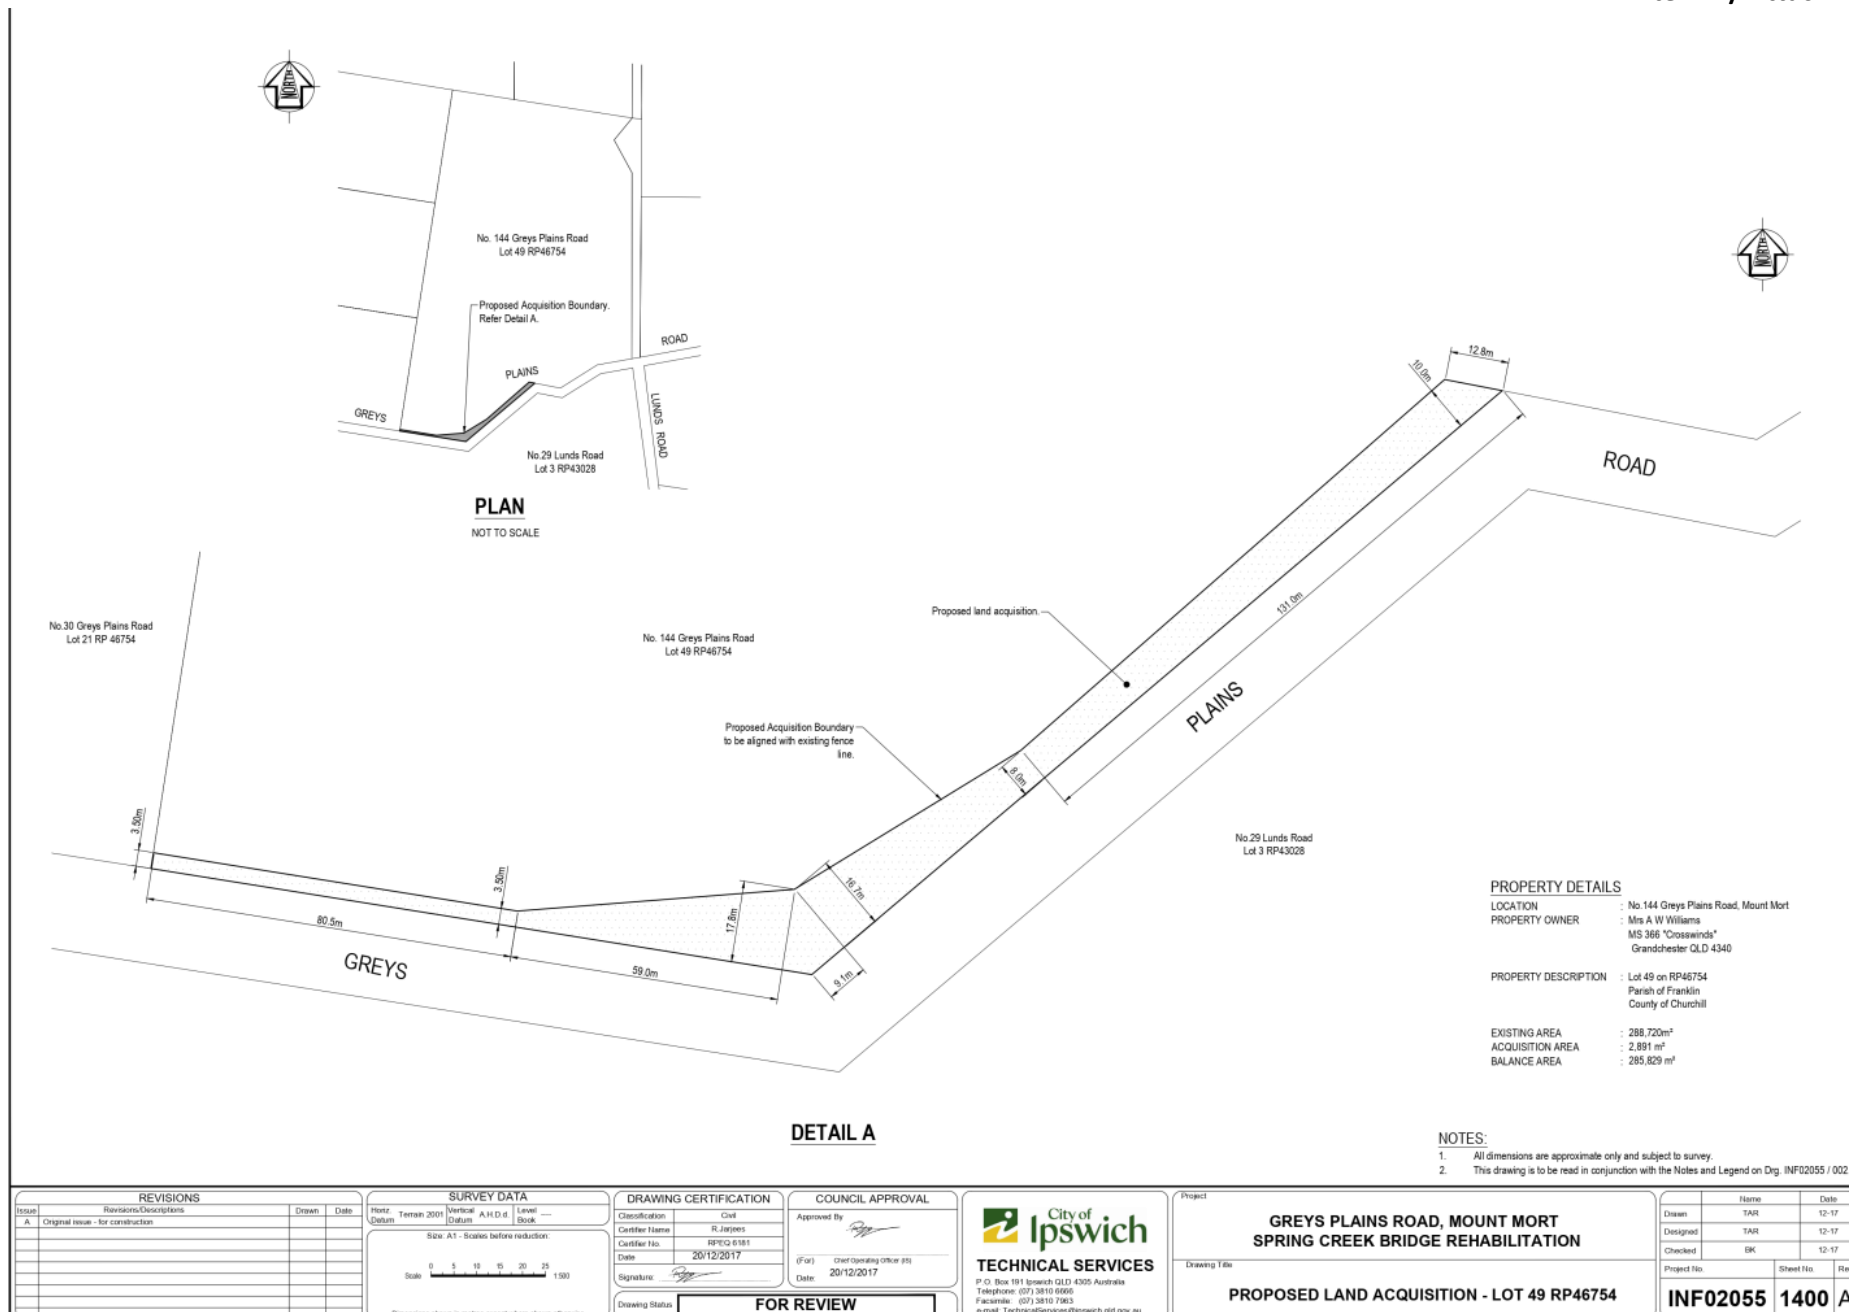 NORTH
No. 144 Greys Plains Road
Lot 49 RP46754
Proposed Acquisition Boundary.
Refer Detail A.
ROAD
PLAINS
GREYS
LUNDS ROAD
No.29 Lunds Road
Lot 3 RP43028
PLAN
NOT TO SCALE
NORTH
12.8m
10.0m
ROAD
131.0m
PLAINS
Proposed land acquisition.
No.30 Greys Plains Road
Lot 21 RP 46754
No. 144 Greys Plains Road
Lot 49 RP46754
Proposed Acquisition Boundary
to be aligned with existing fence
line.
8.0m
3.50m
3.50m
16.7m
17.8m
80.5m
59.0m
9.1m
GREYS
No.29 Lunds Road
Lot 3 RP43028
PROPERTY DETAILS
LOCATION : No.144 Greys Plains Road, Mount Mort
PROPERTY OWNER : Mrs A W Williams
MS 366 "Crosswinds"
Grandchester QLD 4340
PROPERTY DESCRIPTION : Lot 49 on RP46754
Parish of Franklin
County of Churchill
EXISTING AREA : 288,720m²
ACQUISITION AREA : 2,891 m²
BALANCE AREA : 285,829 m²
DETAIL A
NOTES:
1. All dimensions are approximate only and subject to survey.
2. This drawing is to be read in conjunction with the Notes and Legend on Drg. INF02055 / 002
REVISIONS
Issue Revisions/Descriptions Drawn Date
A Original issue - for construction
SURVEY DATA
Horiz. Datum Terrain 2001 Vertical Datum A.H.D.d. Level Book ----
Size: A1 - Scales before reduction:
0 5 10 15 20 25
Scale 1:500
DRAWING CERTIFICATION
Classification Civil
Certifier Name R.Janjees
Certifier No. RPEQ 6181
Date 20/12/2017
Signature:
Drawing Status FOR REVIEW
COUNCIL APPROVAL
Approved By
(For) Chief Operating Officer (IS)
Date: 20/12/2017
City of
Ipswich
TECHNICAL SERVICES
P.O. Box 191 Ipswich QLD 4305 Australia
Telephone: (07) 3810 6666
Facsimile: (07) 3810 7963
e-mail: TechnicalServices@ipswich.qld.gov.au
Project
GREYS PLAINS ROAD, MOUNT MORT
SPRING CREEK BRIDGE REHABILITATION
Drawing Title
PROPOSED LAND ACQUISITION - LOT 49 RP46754
Name Date
Drawn TAR 12-17
Designed TAR 12-17
Checked BK 12-17
Project No. Sheet No.
INF02055 1400 A